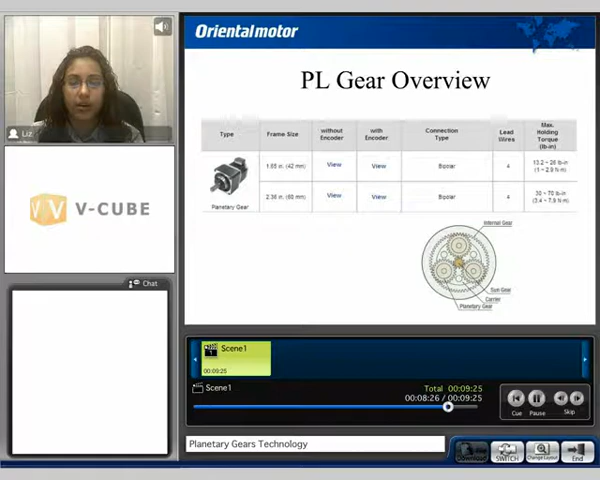 Liz
V-CUBE
Chat
Orientalmotor
PL Gear Overview
Type
Frame Size
without
Encoder
with
Encoder
Connection
Type
Lead
Wires
Max.
Holding
Torque
(lb-in)
Planetary Gear
1.65 in. (42 mm)
View
View
Bipolar
4
13.2 ~ 26 lb-in
(1 ~ 2.9 N·m)
2.36 in. (60 mm)
View
View
Bipolar
4
30 ~ 70 lb-in
(3.4 ~ 7.9 N·m)
Internal Gear
Sun Gear
Carrier
Planetary Gear
Scene1
00:09:25
Scene1
Total 00:09:25
00:08:26 / 00:09:25
Cue
Pause
Skip
Planetary Gears Technology
SWITCH
Change Layout
End